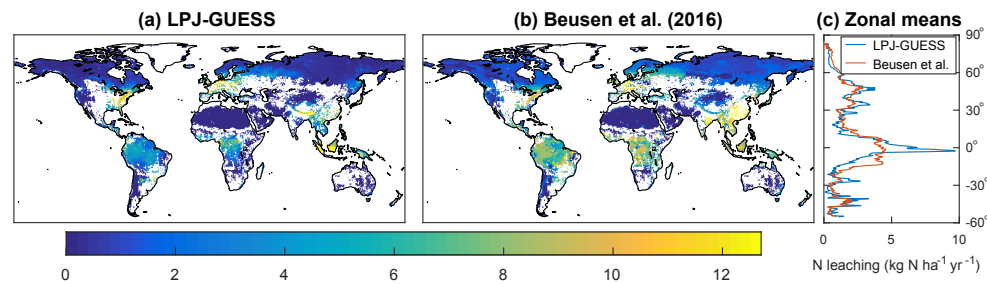 (a) LPJ-GUESS
(b) Beusen et al. (2016)
(c) Zonal means
LPJ-GUESS
Beusen et al.
90°
60°
30°
0°
-30°
-60°
0 5 10
N leaching (kg N ha⁻¹ yr⁻¹)
0 2 4 6 8 10 12